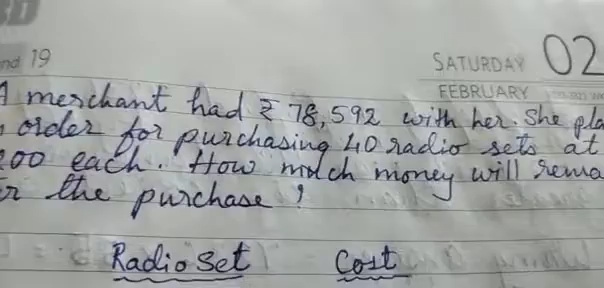 nd 19
SATURDAY 02
FEBRUARY
A merchant had ₹ 78,592 with her. She pla
order for purchasing 40 radio sets at
200 each. How much money will rema
r the purchase ?
Radio Set Cost